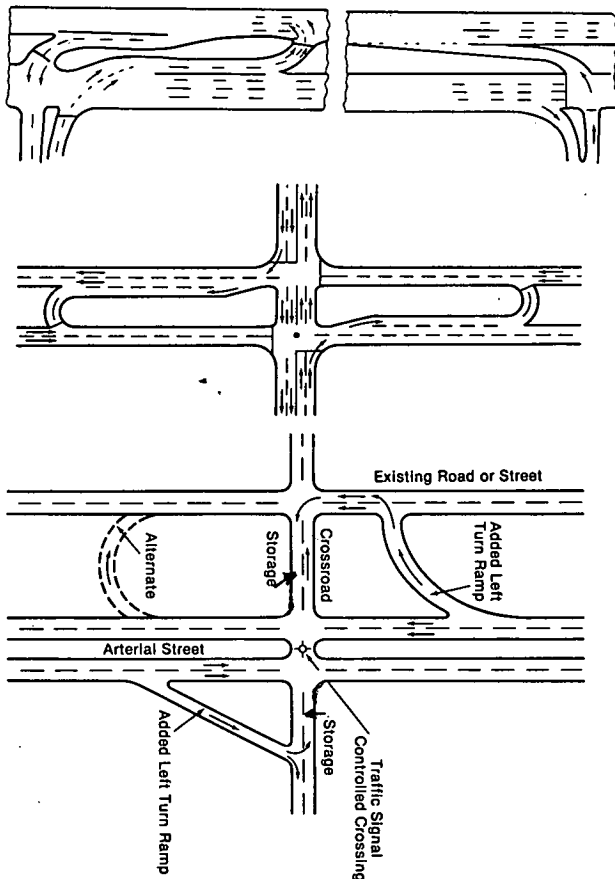 Existing Road or Street
Added Left
Turn Ramp
Crossroad
Storage
Alternate
Arterial Street
Storage
Traffic Signal
Controlled Crossing
Added Left Turn Ramp